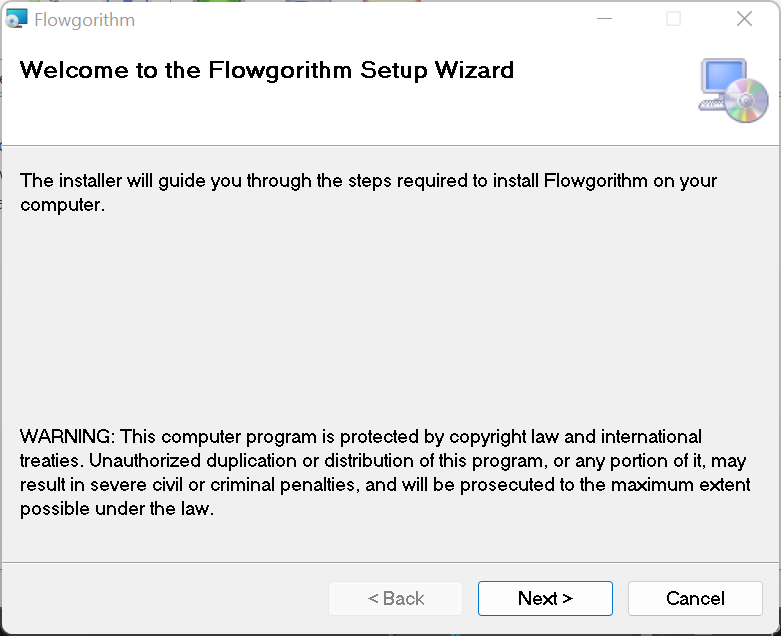 Flowgorithm
Welcome to the Flowgorithm Setup Wizard
The installer will guide you through the steps required to install Flowgorithm on your
computer.
WARNING: This computer program is protected by copyright law and international
treaties. Unauthorized duplication or distribution of this program, or any portion of it, may
result in severe civil or criminal penalties, and will be prosecuted to the maximum extent
possible under the law.
< Back
Next >
Cancel